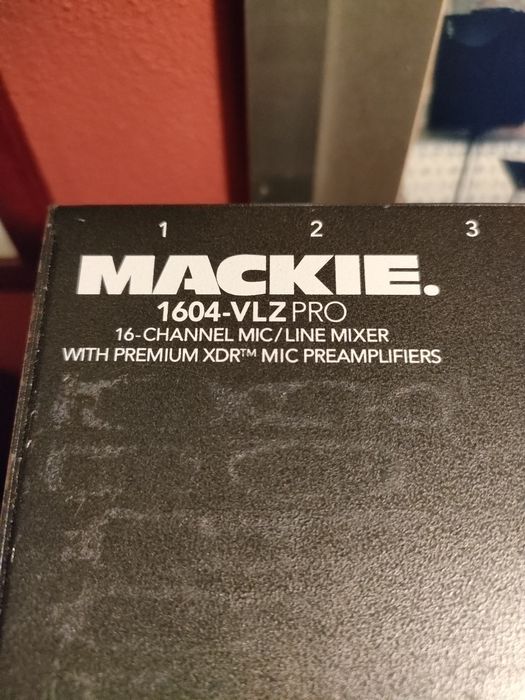 1 2 3
MACKIE.
1604-VLZ PRO
16-CHANNEL MIC/LINE MIXER
WITH PREMIUM XDR™ MIC PREAMPLIFIERS